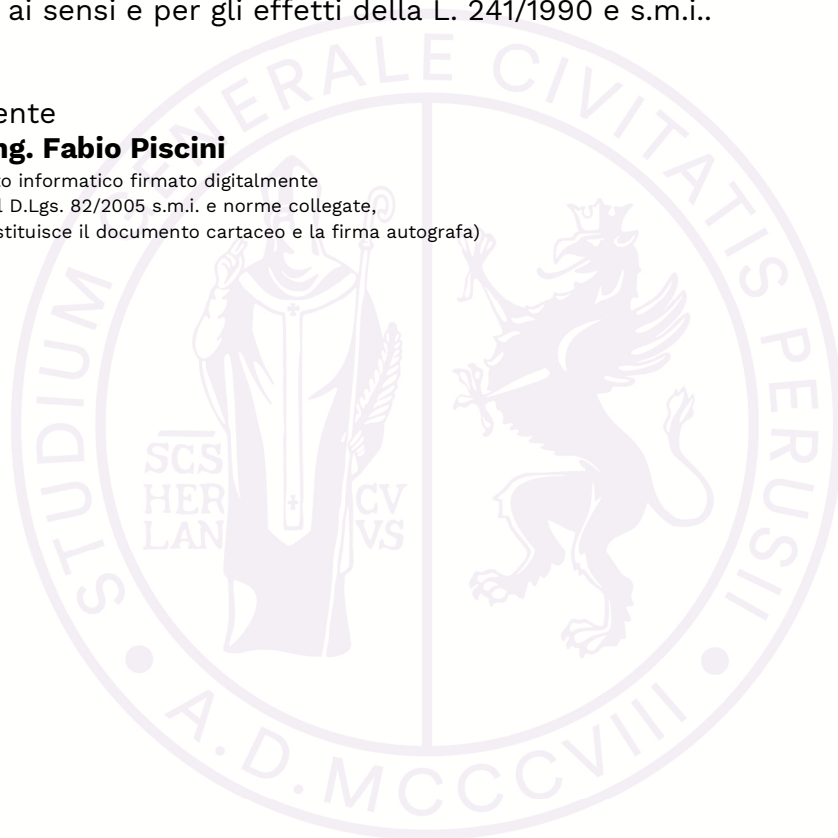 ai sensi e per gli effetti della L. 241/1990 e s.m.i..
ente
ng. Fabio Piscini
to informatico firmato digitalmente
l D.Lgs. 82/2005 s.m.i. e norme collegate,
stituisce il documento cartaceo e la firma autografa)
STUDIUM GENERALE CIVITATIS PERUSII
SCS
HER CV
LAN VS
A.D. MCCCVIII